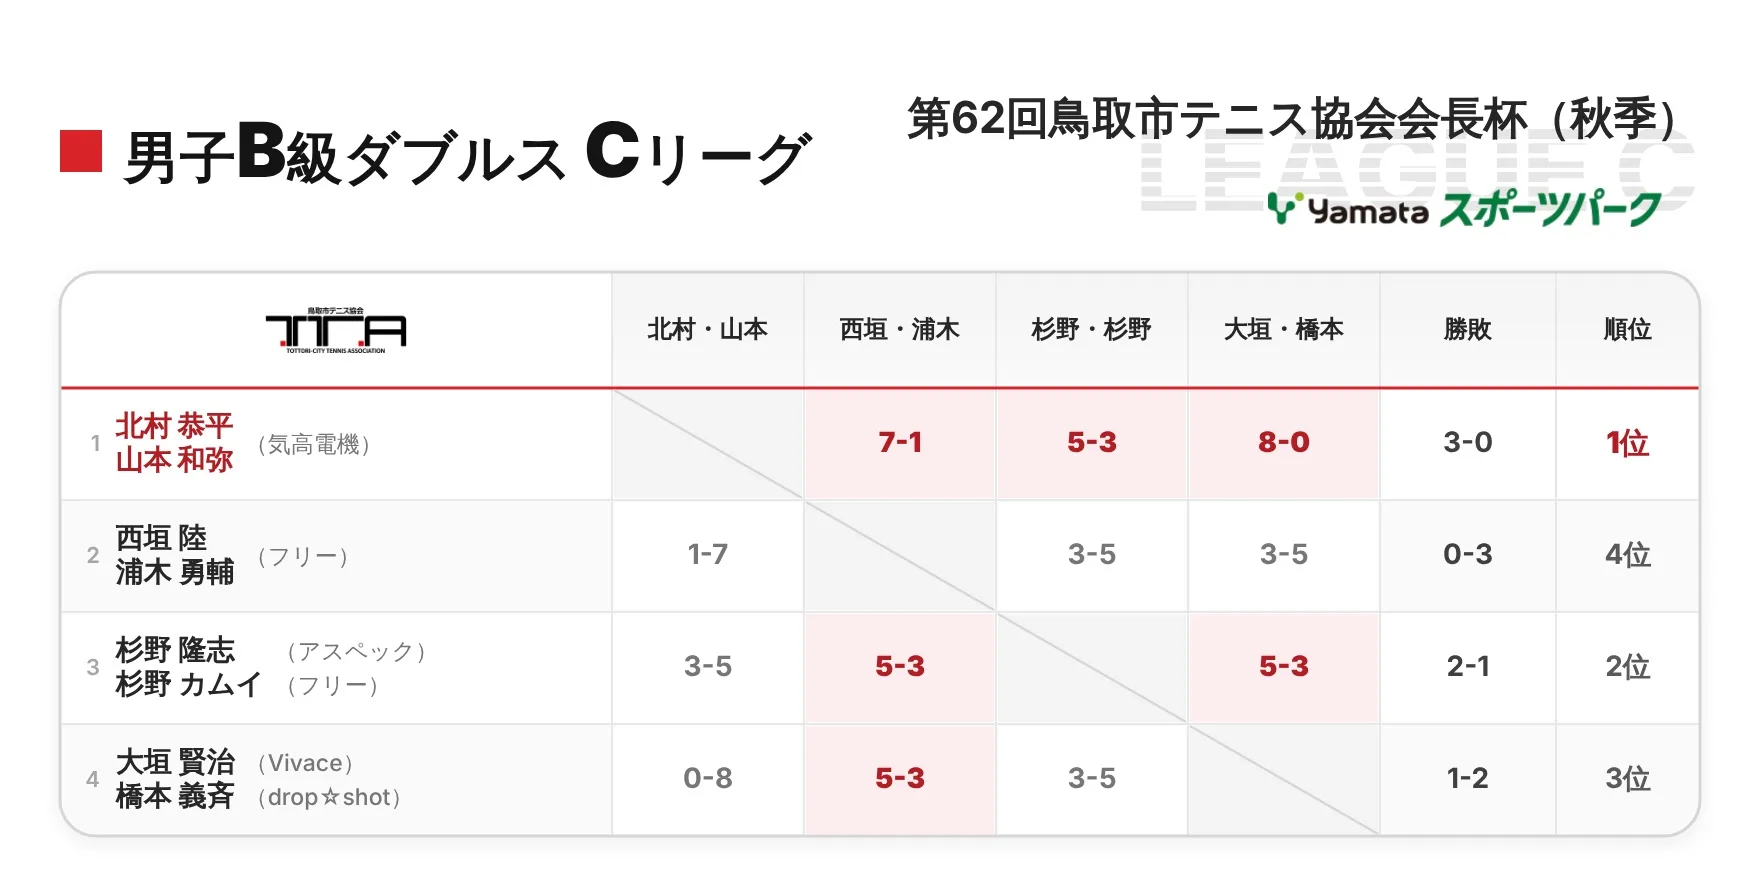 第62回鳥取市テニス協会会長杯（秋季）
男子B級ダブルス Cリーグ
LEAGUE C
Yamata スポーツパーク
鳥取市テニス協会
TTA
TOTTORI-CITY TENNIS ASSOCIATION
北村・山本 西垣・浦木 杉野・杉野 大垣・橋本 勝敗 順位
1 北村 恭平 山本 和弥 （気高電機） 7-1 5-3 8-0 3-0 1位
2 西垣 陸 浦木 勇輔 （フリー） 1-7 3-5 3-5 0-3 4位
3 杉野 隆志 （アスペック） 杉野 カムイ （フリー） 3-5 5-3 5-3 2-1 2位
4 大垣 賢治 （Vivace） 橋本 義斉 （drop☆shot） 0-8 5-3 3-5 1-2 3位